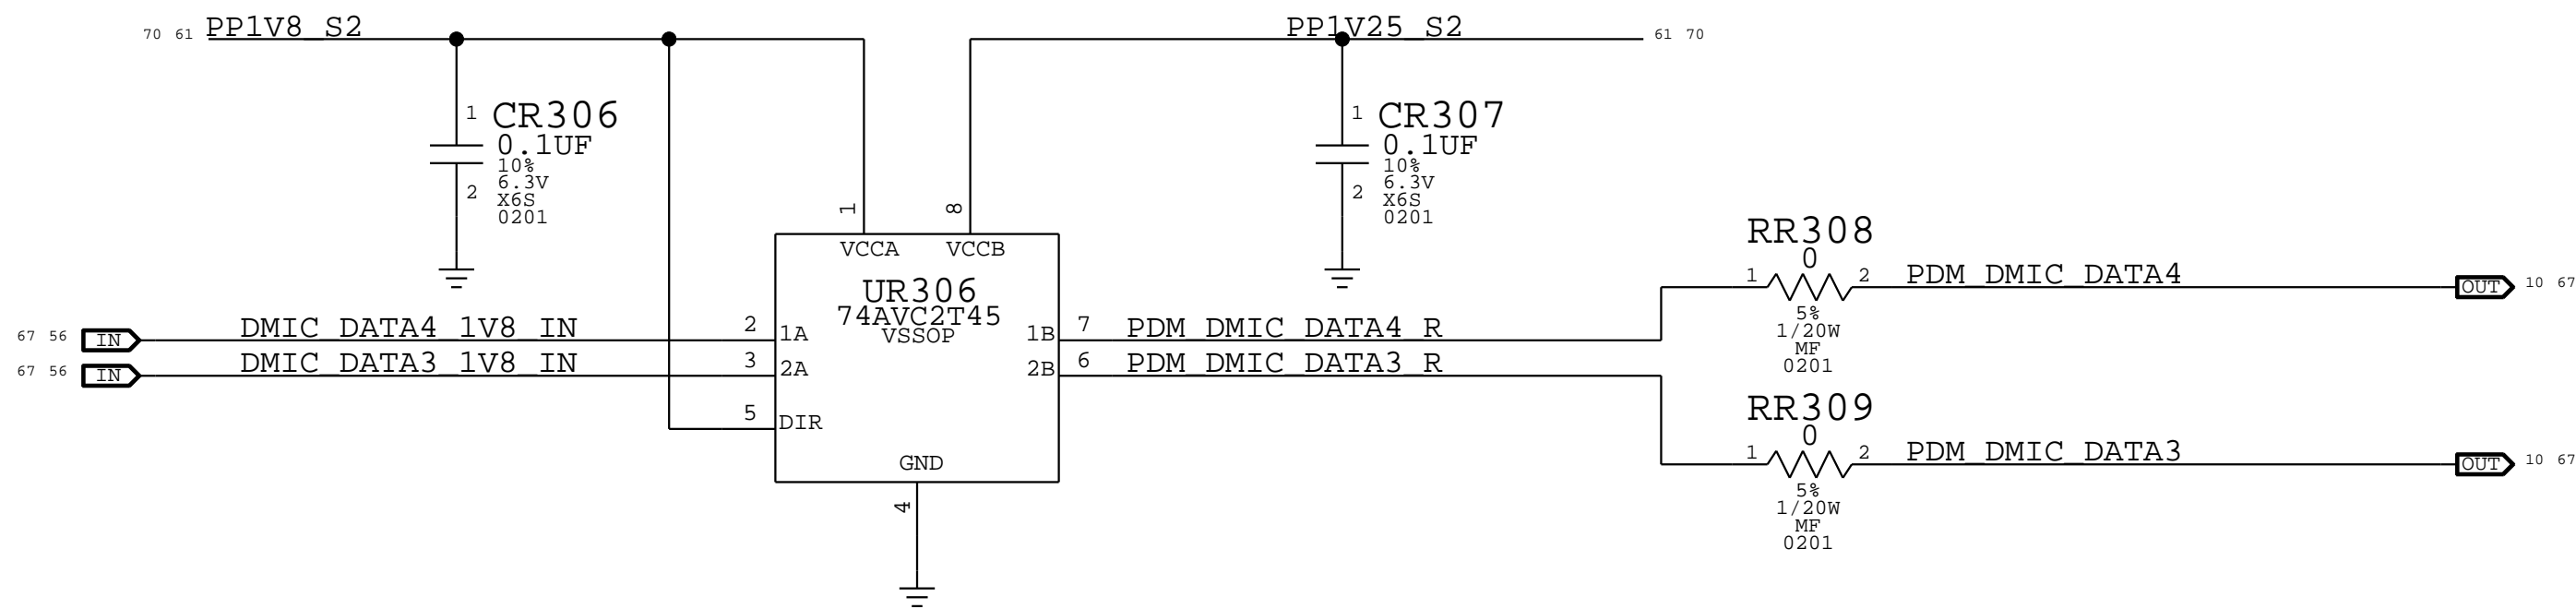 70 61 PP1V8_S2
PP1V25_S2 61 70
1 CR306
0.1UF
10%
6.3V
2 X6S
0201
1 CR307
0.1UF
10%
6.3V
2 X6S
0201
1 8
VCCA VCCB
UR306
74AVC2T45
VSSOP
67 56 IN DMIC_DATA4_1V8_IN 2 1A
67 56 IN DMIC_DATA3_1V8_IN 3 2A
5 DIR
GND
4
1B 7 PDM_DMIC_DATA4_R
2B 6 PDM_DMIC_DATA3_R
RR308
0
1 2 PDM_DMIC_DATA4 OUT 10 67
5%
1/20W
MF
0201
RR309
0
1 2 PDM_DMIC_DATA3 OUT 10 67
5%
1/20W
MF
0201